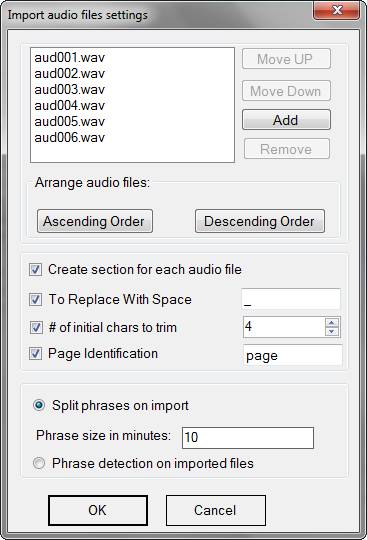 Import audio files settings
aud001.wav
aud002.wav
aud003.wav
aud004.wav
aud005.wav
aud006.wav
Move UP
Move Down
Add
Remove
Arrange audio files:
Ascending Order Descending Order
Create section for each audio file
To Replace With Space _
# of initial chars to trim 4
Page Identification page
Split phrases on import
Phrase size in minutes: 10
Phrase detection on imported files
OK Cancel